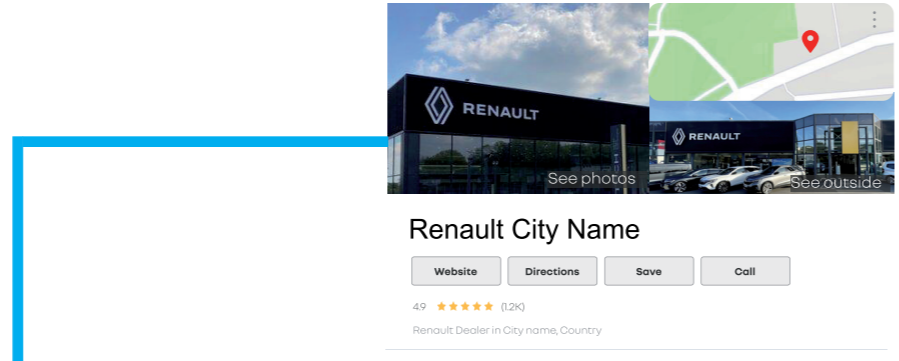 RENAULT
RENAULT
See photos
See outside
Renault City Name
Website Directions Save Call
4.9 (1.2K)
Renault Dealer in City name, Country